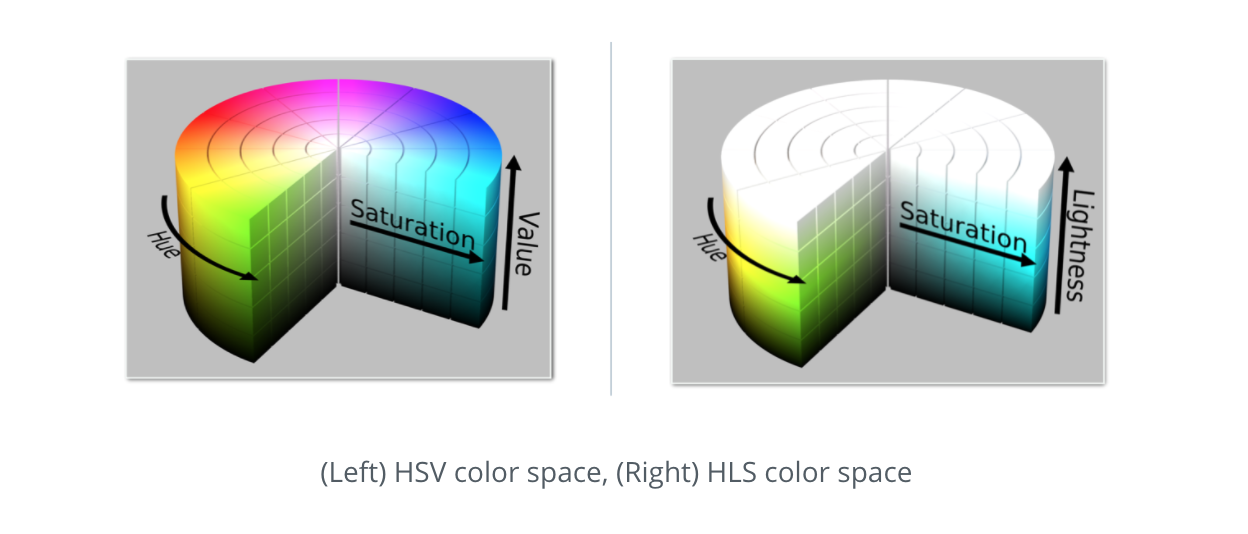 Hue
Saturation
Value
Hue
Saturation
Lightness
(Left) HSV color space, (Right) HLS color space